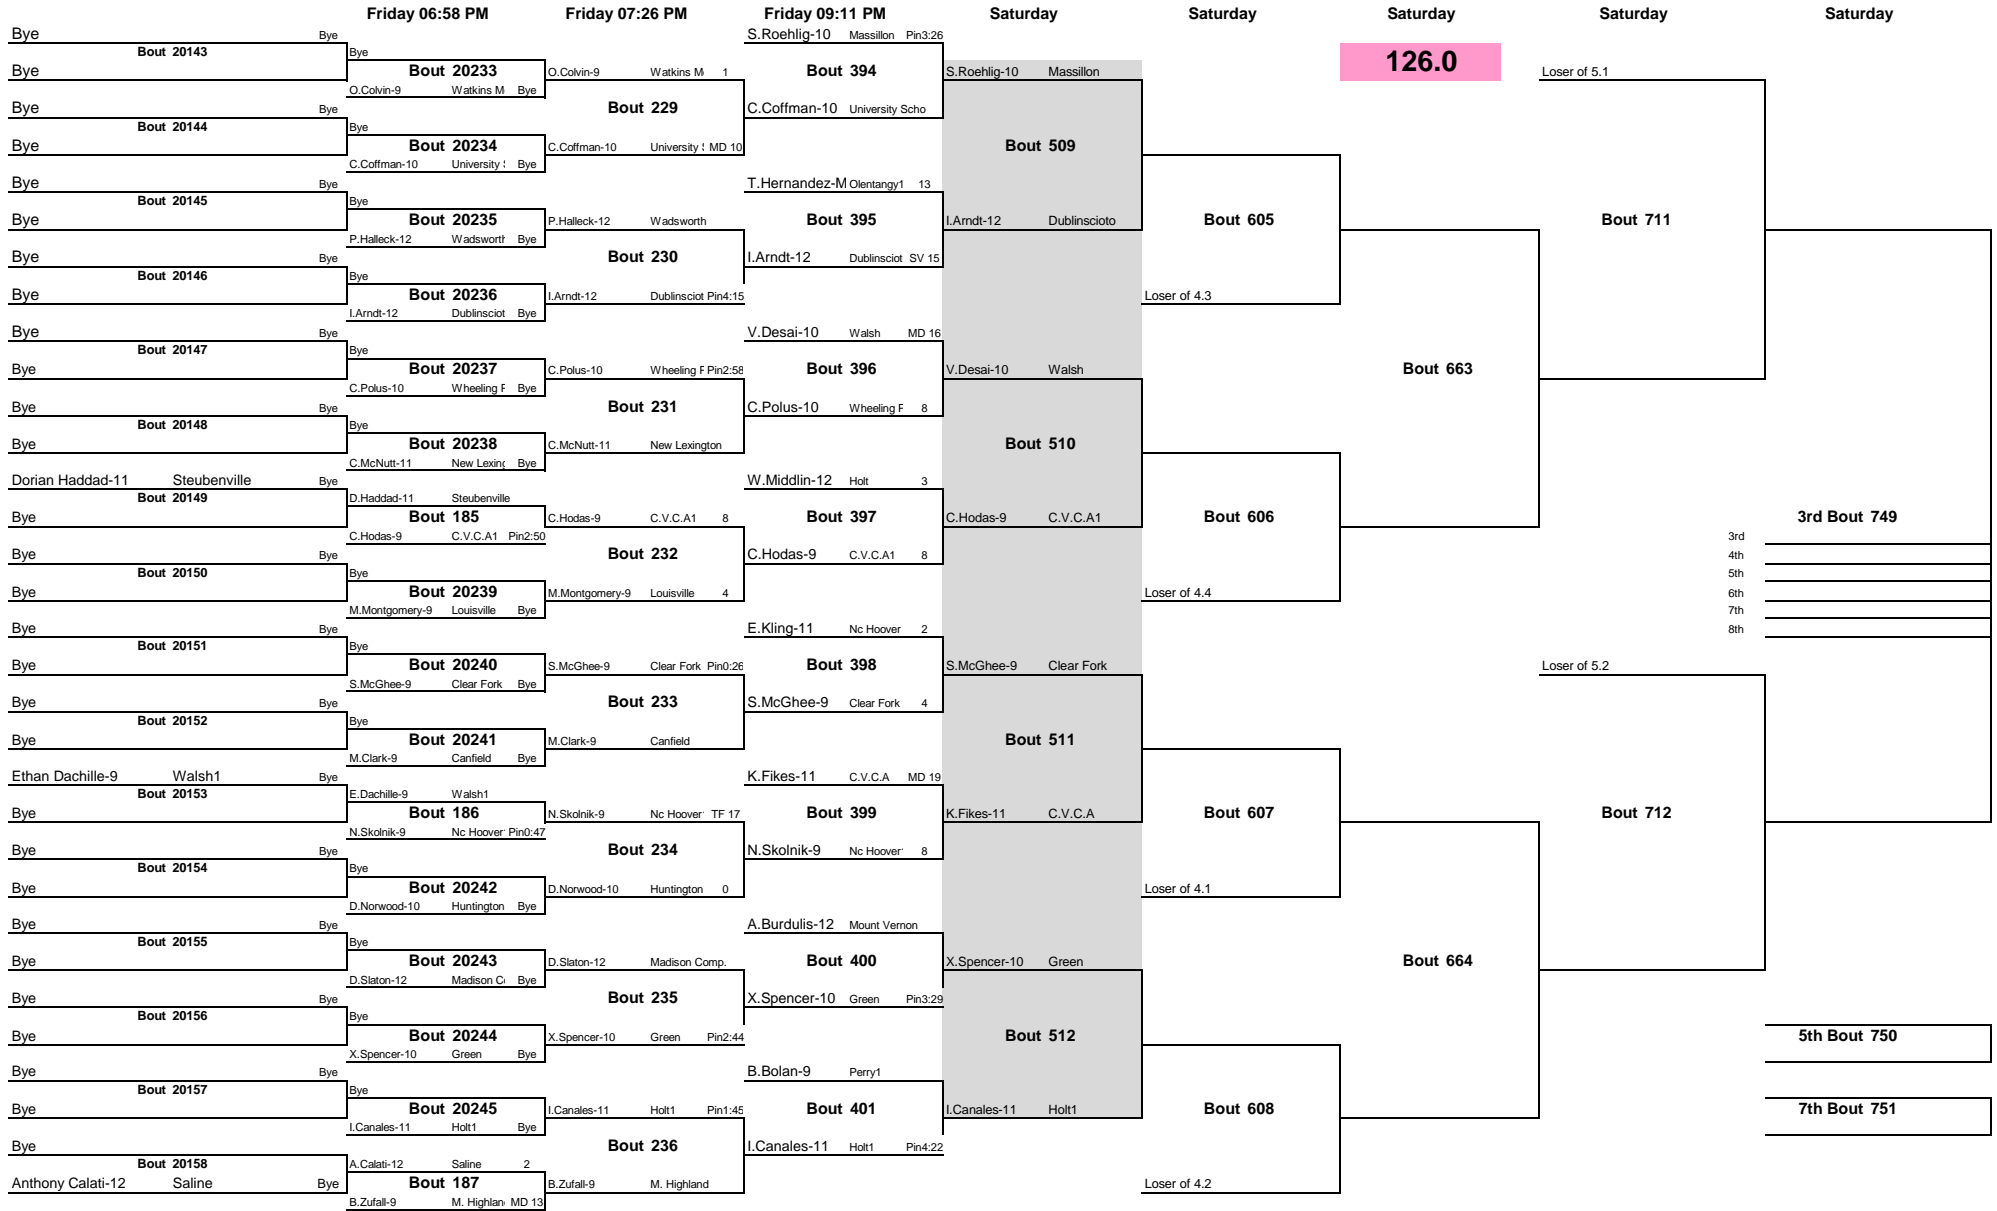 Friday 06:58 PM Friday 07:26 PM Friday 09:11 PM Saturday Saturday Saturday Saturday Saturday
126.0
Bye Bye
Bout 20143
Bye
Bye Bye
Bout 20144
Bye
Bye Bye
Bout 20145
Bye
Bye Bye
Bout 20146
Bye
Bye Bye
Bout 20147
Bye
Bye Bye
Bout 20148
Bye
Dorian Haddad-11 Steubenville Bye
Bout 20149
Bye
Bye Bye
Bout 20150
Bye
Bye Bye
Bout 20151
Bye
Bye Bye
Bout 20152
Bye
Ethan Dachille-9 Walsh1 Bye
Bout 20153
Bye
Bye Bye
Bout 20154
Bye
Bye Bye
Bout 20155
Bye
Bye Bye
Bout 20156
Bye
Bye Bye
Bout 20157
Bye
Bye
Bout 20158
Anthony Calati-12 Saline Bye
Bye
Bout 20233
O.Colvin-9 Watkins M Bye
Bye
Bout 20234
C.Coffman-10 University Bye
Bye
Bout 20235
P.Halleck-12 Wadsworth Bye
Bye
Bout 20236
I.Arndt-12 Dublinsciot Bye
Bye
Bout 20237
C.Polus-10 Wheeling Bye
Bye
Bout 20238
C.McNutt-11 New Lexing Bye
D.Haddad-11 Steubenville
Bout 185
C.Hodas-9 C.V.C.A1 Pin2:50
Bye
Bout 20239
M.Montgomery-9 Louisville Bye
Bye
Bout 20240
S.McGhee-9 Clear Fork Bye
Bye
Bout 20241
M.Clark-9 Canfield Bye
E.Dachille-9 Walsh1
Bout 186
N.Skolnik-9 Nc Hoover Pin0:47
Bye
Bout 20242
D.Norwood-10 Huntington Bye
Bye
Bout 20243
D.Slaton-12 Madison C Bye
Bye
Bout 20244
X.Spencer-10 Green Bye
Bye
Bout 20245
I.Canales-11 Holt1 Bye
A.Calati-12 Saline 2
Bout 187
B.Zufall-9 M. Highlan MD 13
O.Colvin-9 Watkins M 1
Bout 229
C.Coffman-10 University MD 10
P.Halleck-12 Wadsworth
Bout 230
I.Arndt-12 Dublinsciot Pin4:15
C.Polus-10 Wheeling Pin2:58
Bout 231
C.McNutt-11 New Lexington
C.Hodas-9 C.V.C.A1 8
Bout 232
M.Montgomery-9 Louisville 4
S.McGhee-9 Clear Fork Pin0:26
Bout 233
M.Clark-9 Canfield
N.Skolnik-9 Nc Hoover TF 17
Bout 234
D.Norwood-10 Huntington 0
D.Slaton-12 Madison Comp.
Bout 235
X.Spencer-10 Green Pin2:44
I.Canales-11 Holt1 Pin1:45
Bout 236
B.Zufall-9 M. Highland
S.Roehlig-10 Massillon Pin3:26
Bout 394
C.Coffman-10 University Scho
T.Hernandez-M Olentangy1 13
Bout 395
I.Arndt-12 Dublinsciot SV 15
V.Desai-10 Walsh MD 16
Bout 396
C.Polus-10 Wheeling 8
W.Middlin-12 Holt 3
Bout 397
C.Hodas-9 C.V.C.A1 8
E.Kling-11 Nc Hoover 2
Bout 398
S.McGhee-9 Clear Fork 4
K.Fikes-11 C.V.C.A MD 19
Bout 399
N.Skolnik-9 Nc Hoover 8
A.Burdulis-12 Mount Vernon
Bout 400
X.Spencer-10 Green Pin3:29
B.Bolan-9 Perry1
Bout 401
I.Canales-11 Holt1 Pin4:22
S.Roehlig-10 Massillon
Bout 509
I.Arndt-12 Dublinscioto
V.Desai-10 Walsh
Bout 510
C.Hodas-9 C.V.C.A1
S.McGhee-9 Clear Fork
Bout 511
K.Fikes-11 C.V.C.A
X.Spencer-10 Green
Bout 512
I.Canales-11 Holt1
Bout 605
Loser of 4.3
Bout 606
Loser of 4.4
Bout 607
Loser of 4.1
Bout 608
Loser of 4.2
Bout 663
Bout 664
Loser of 5.1
Bout 711
Loser of 5.2
Bout 712
3rd Bout 749
3rd
4th
5th
6th
7th
8th
5th Bout 750
7th Bout 751